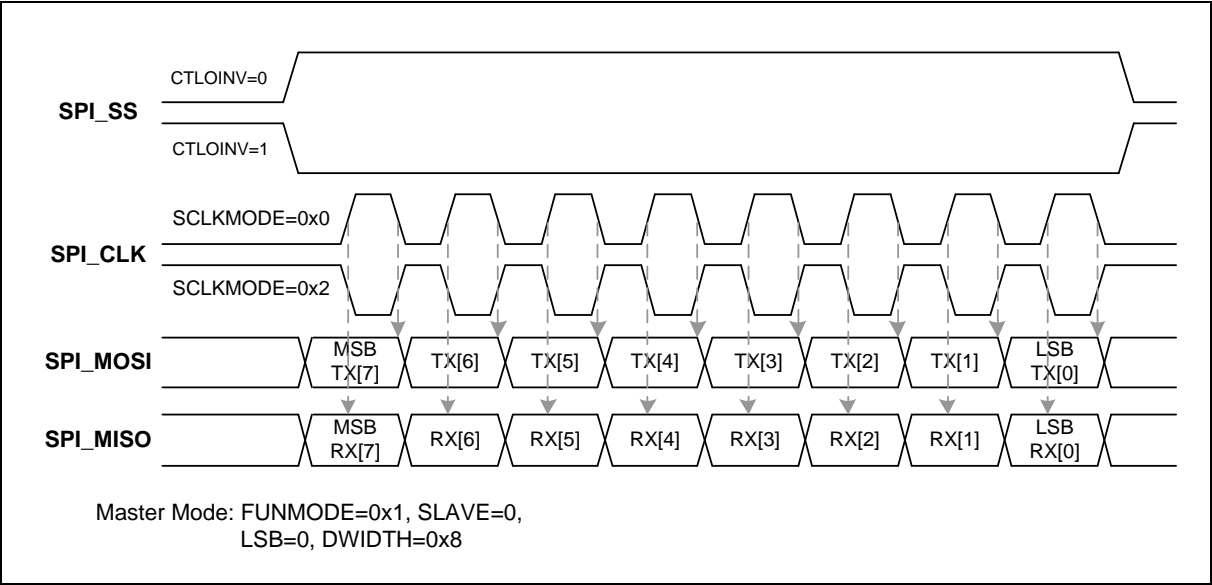 CTLOINV=0
SPI_SS
CTLOINV=1
SCLKMODE=0x0
SPI_CLK
SCLKMODE=0x2
SPI_MOSI
MSB
TX[7]
TX[6]
TX[5]
TX[4]
TX[3]
TX[2]
TX[1]
LSB
TX[0]
SPI_MISO
MSB
RX[7]
RX[6]
RX[5]
RX[4]
RX[3]
RX[2]
RX[1]
LSB
RX[0]
Master Mode: FUNMODE=0x1, SLAVE=0,
LSB=0, DWIDTH=0x8